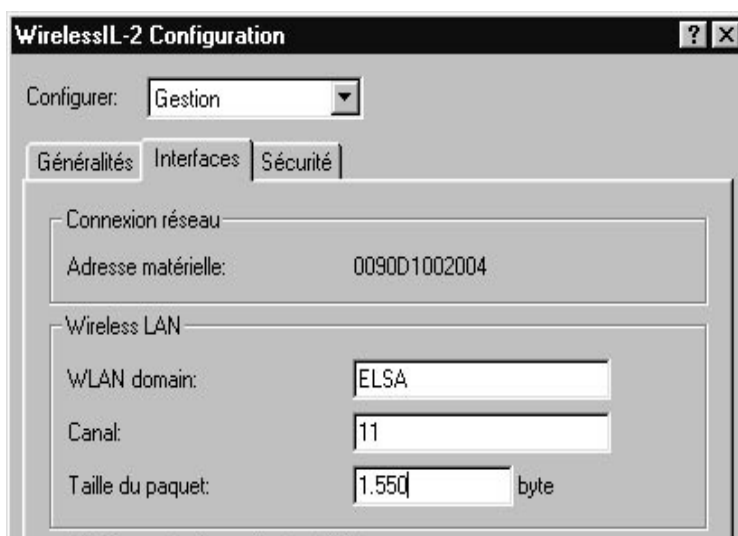 WirelessIL-2 Configuration
Configurer: Gestion
Généralités Interfaces Sécurité
Connexion réseau
Adresse matérielle: 0090D1002004
Wireless LAN
WLAN domain: ELSA
Canal: 11
Taille du paquet: 1.550 byte